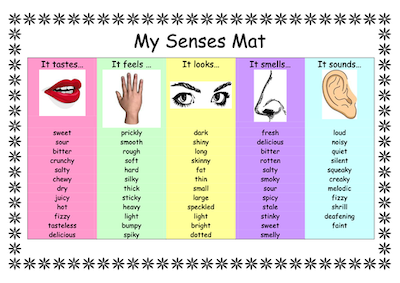 My Senses Mat
It tastes...
sweet
sour
bitter
crunchy
salty
chewy
dry
juicy
hot
fizzy
tasteless
delicious
It feels ...
prickly
smooth
rough
soft
hard
silky
thick
sticky
heavy
light
bumpy
spiky
It looks...
dark
shiny
long
skinny
fat
thin
small
large
speckled
light
bright
dotted
It smells...
fresh
delicious
bitter
rotten
salty
smoky
sour
spicy
stale
stinky
sweet
smelly
It sounds...
loud
noisy
quiet
silent
squeaky
creaky
melodic
fizzy
shrill
deafening
faint